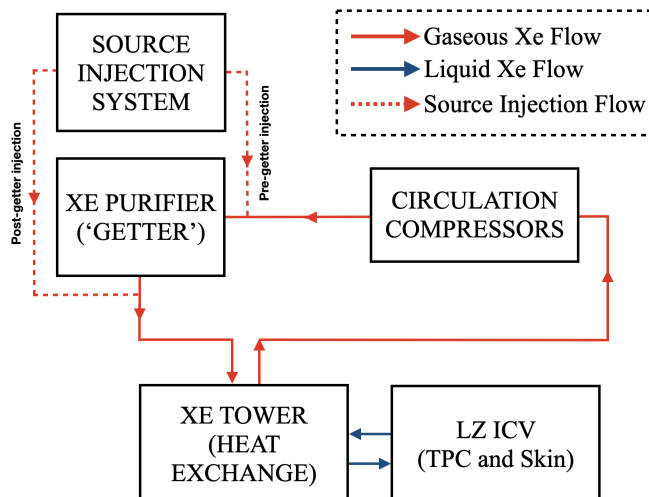 SOURCE
INJECTION
SYSTEM
Gaseous Xe Flow
Liquid Xe Flow
Source Injection Flow
Post-getter injection
Pre-getter injection
XE PURIFIER
(‘GETTER’)
CIRCULATION
COMPRESSORS
XE TOWER
(HEAT
EXCHANGE)
LZ ICV
(TPC and Skin)